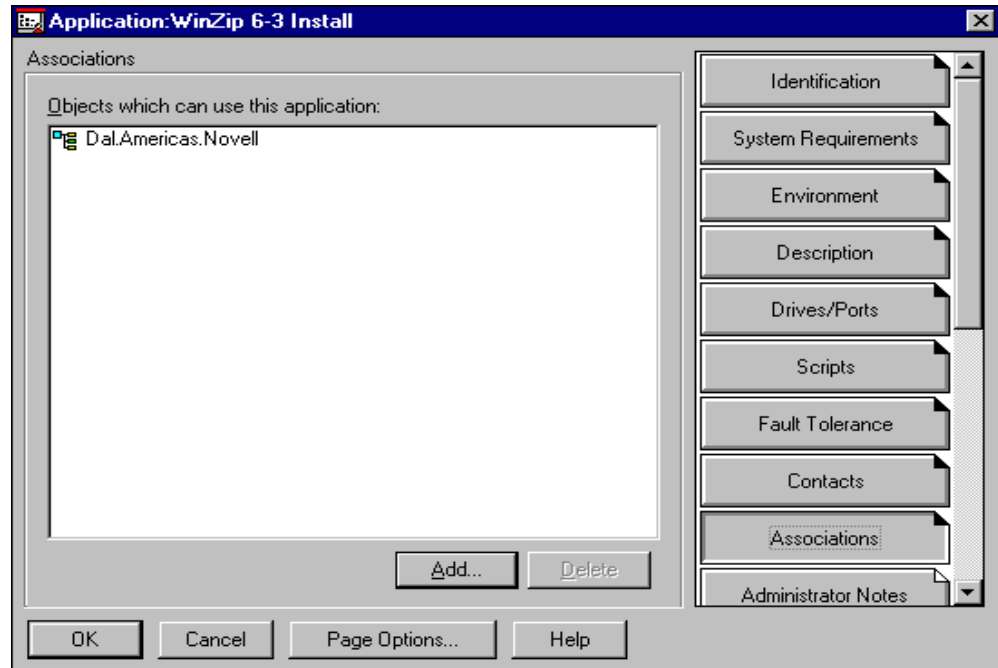 Application:WinZip 6-3 Install
Associations
Objects which can use this application:
Dal.Americas.Novell
Add...
Delete
Identification
System Requirements
Environment
Description
Drives/Ports
Scripts
Fault Tolerance
Contacts
Associations
Administrator Notes
OK
Cancel
Page Options...
Help